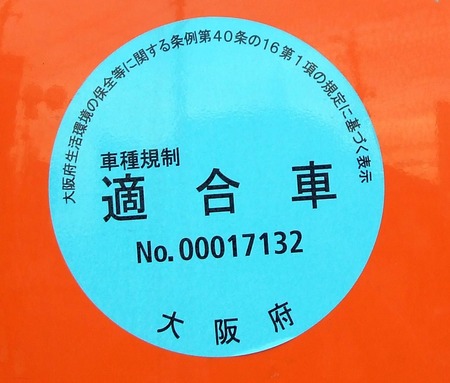 大阪府生活環境の保全等に関する条例第40条の16第1項の規定に基づく表示
車種規制
適合車
No.00017132
大阪府